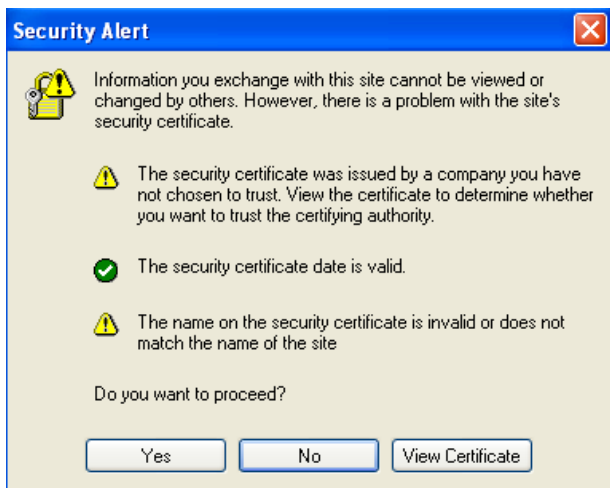 Security Alert
Information you exchange with this site cannot be viewed or
changed by others. However, there is a problem with the site's
security certificate.
The security certificate was issued by a company you have
not chosen to trust. View the certificate to determine whether
you want to trust the certifying authority.
The security certificate date is valid.
The name on the security certificate is invalid or does not
match the name of the site
Do you want to proceed?
Yes No View Certificate